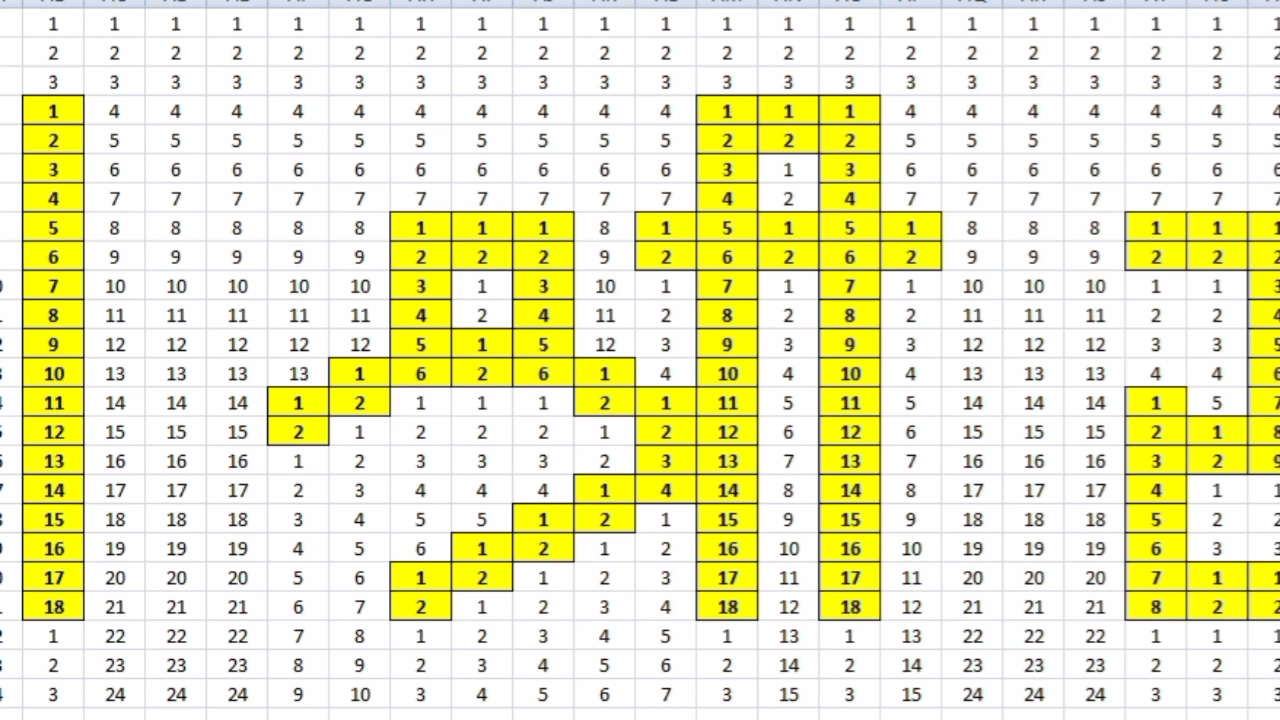 1 1 1 1 1 1 1 1 1 1 1 1 1 1 1 1 1 1 1 1 1
2 2 2 2 2 2 2 2 2 2 2 2 2 2 2 2 2 2 2 2 2
3 3 3 3 3 3 3 3 3 3 3 3 3 3 3 3 3 3 3 3 3
1 4 4 4 4 4 4 4 4 4 4 1 1 1 4 4 4 4 4 4 4
2 5 5 5 5 5 5 5 5 5 5 2 2 2 5 5 5 5 5 5 5
3 6 6 6 6 6 6 6 6 6 6 3 1 3 6 6 6 6 6 6 6
4 7 7 7 7 7 7 7 7 7 7 4 2 4 7 7 7 7 7 7 7
5 8 8 8 8 8 1 1 1 8 1 5 1 5 1 8 8 8 1 1 1
6 9 9 9 9 9 2 2 2 9 2 6 2 6 2 9 9 9 2 2 2
7 10 10 10 10 10 3 1 3 10 1 7 1 7 1 10 10 10 1 1 3
8 11 11 11 11 11 4 2 4 11 2 8 2 8 2 11 11 11 2 2 4
9 12 12 12 12 12 5 1 5 12 3 9 3 9 3 12 12 12 3 3 5
10 13 13 13 13 1 6 2 6 1 4 10 4 10 4 13 13 13 4 4 6
11 14 14 14 1 2 1 1 1 2 1 11 5 11 5 14 14 14 1 5 7
12 15 15 15 2 1 2 2 2 1 2 12 6 12 6 15 15 15 2 1 8
13 16 16 16 1 2 3 3 3 2 3 13 7 13 7 16 16 16 3 2 9
14 17 17 17 2 3 4 4 4 1 4 14 8 14 8 17 17 17 4 1 1
15 18 18 18 3 4 5 5 1 2 1 15 9 15 9 18 18 18 5 2 2
16 19 19 19 4 5 6 1 2 1 2 16 10 16 10 19 19 19 6 3 3
17 20 20 20 5 6 1 2 1 2 3 17 11 17 11 20 20 20 7 1 1
18 21 21 21 6 7 2 1 2 3 4 18 12 18 12 21 21 21 8 2 2
1 22 22 22 7 8 1 2 3 4 5 1 13 1 13 22 22 22 1 1 1
2 23 23 23 8 9 2 3 4 5 6 2 14 2 14 23 23 23 2 2 2
3 24 24 24 9 10 3 4 5 6 7 3 15 3 15 24 24 24 3 3 3